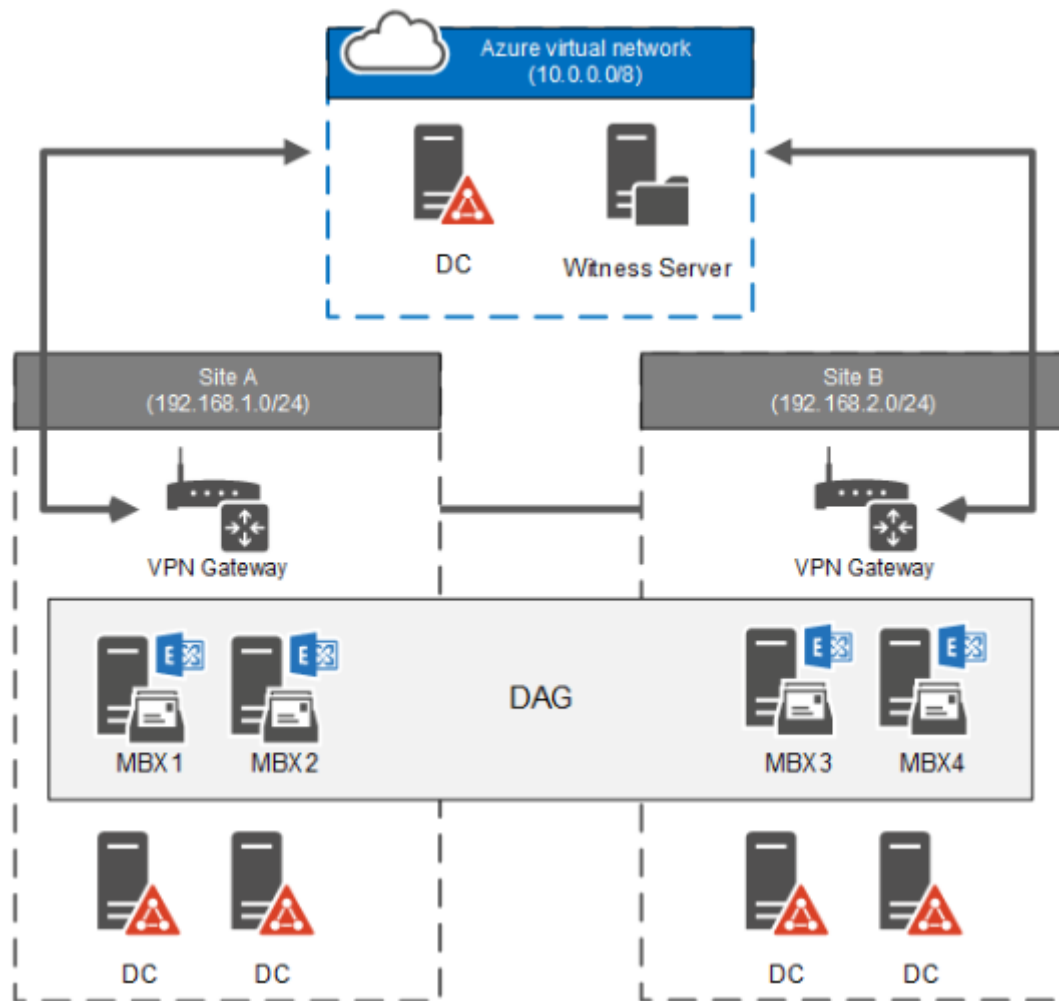 Azure virtual network
(10.0.0.0/8)
DC
Witness Server
Site A
(192.168.1.0/24)
Site B
(192.168.2.0/24)
VPN Gateway
VPN Gateway
E
E
E
E
DAG
MBX1
MBX2
MBX3
MBX4
DC
DC
DC
DC